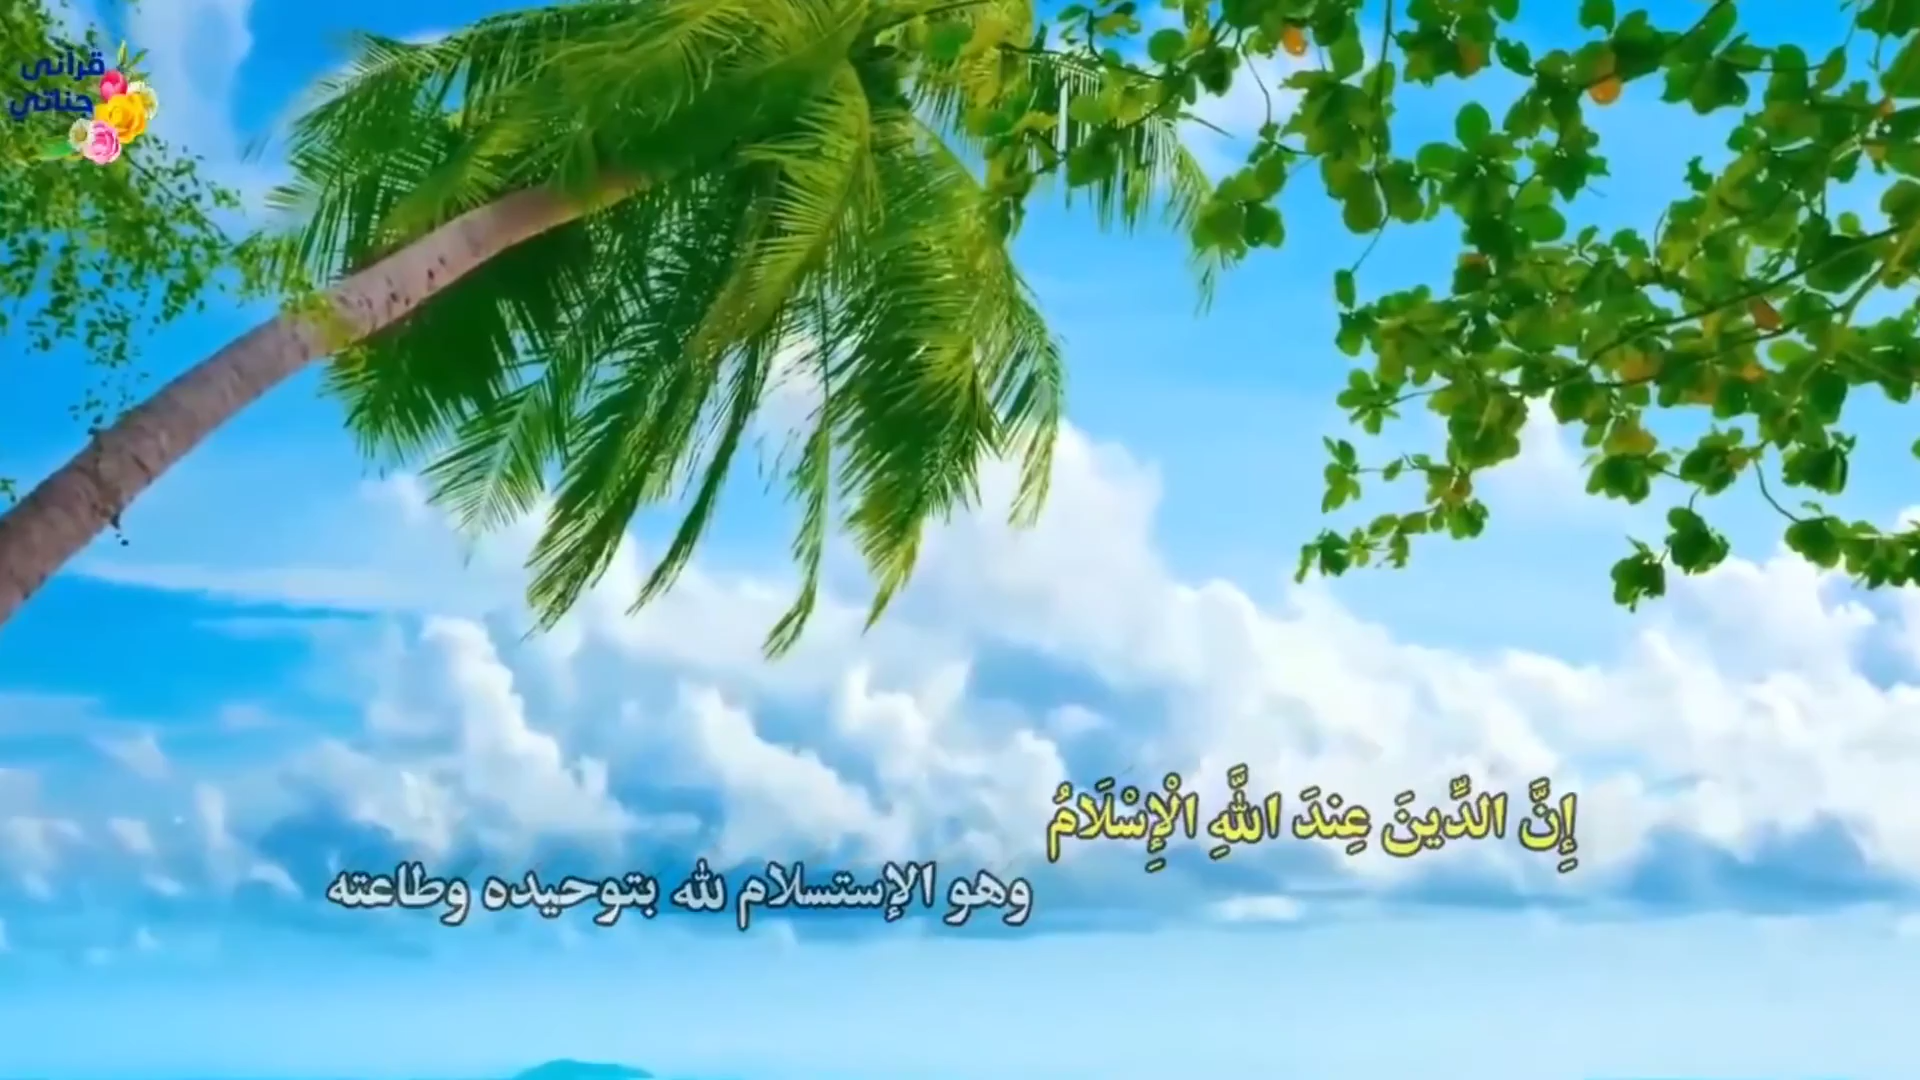 قرآني
جناتي
إِنَّ الدِّينَ عِندَ اللَّهِ الْإِسْلَامُ
وهو الإستسلام لله بتوحيده وطاعته